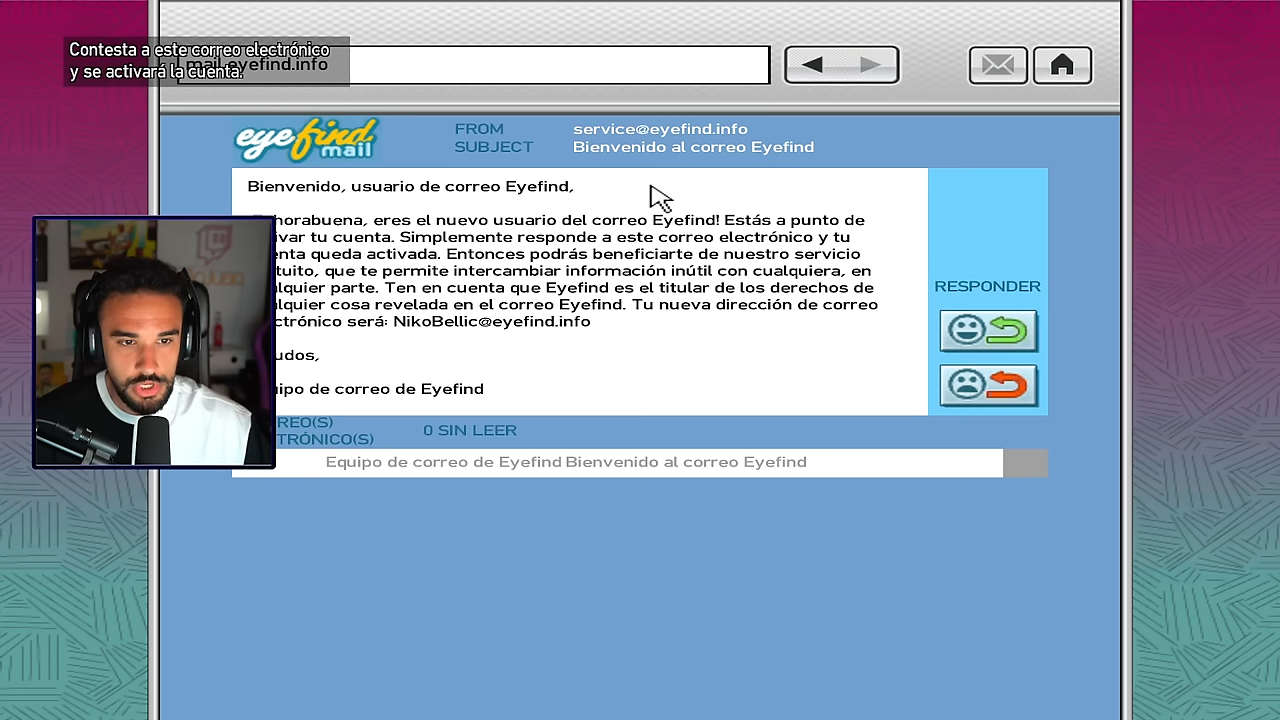 Contesta a este correo electrónico
y se activará la cuenta.
mail.eyefind.info
eyefind
mail
FROM service@eyefind.info
SUBJECT Bienvenido al correo Eyefind
Bienvenido, usuario de correo Eyefind,
horabuena, eres el nuevo usuario del correo Eyefind! Estás a punto de
ivar tu cuenta. Simplemente responde a este correo electrónico y tu
enta queda activada. Entonces podrás beneficiarte de nuestro servicio
tuito, que te permite intercambiar información inútil con cualquiera, en
alquier parte. Ten en cuenta que Eyefind es el titular de los derechos de
alquier cosa revelada en el correo Eyefind. Tu nueva dirección de correo
ctrónico será: NikoBellic@eyefind.info
udos,
ipo de correo de Eyefind
RESPONDER
REO(S)
TRÓNICO(S)
0 SIN LEER
Equipo de correo de Eyefind Bienvenido al correo Eyefind